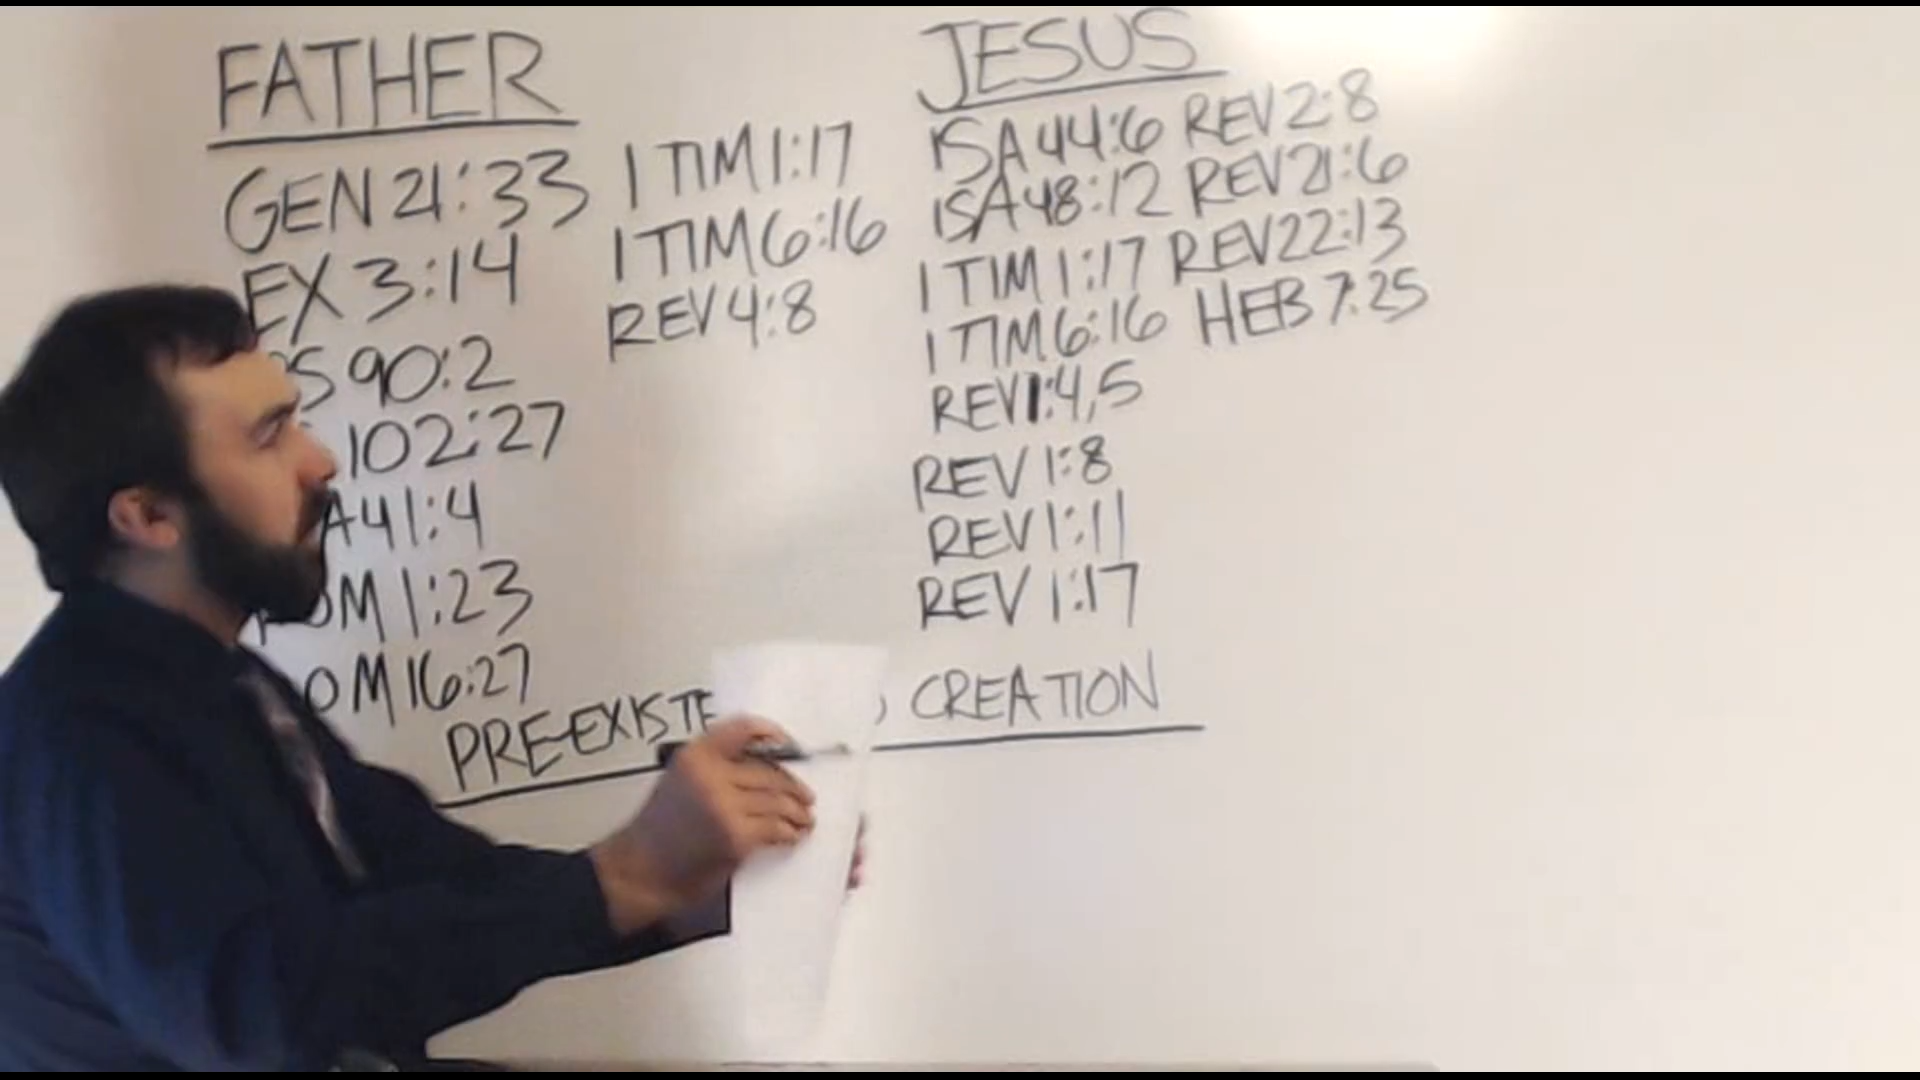 FATHER
GEN 21:33
EX 3:14
S 90:2
102:27
A 41:4
OM 1:23
OM 16:27
1 TIM 1:17
1 TIM 6:16
REV 4:8
JESUS
ISA 44:6 REV 2:8
ISA 48:12 REV 21:6
1 TIM 1:17 REV 22:13
1 TIM 6:16 HEB 7:25
REV 1:4,5
REV 1:8
REV 1:11
REV 1:17
PRE-EXISTE , CREATION